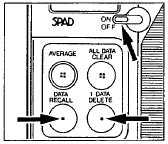 SPAD
ON
OFF
AVERAGE
ALL DATA
CLEAR
DATA
RECALL
1 DATA
DELETE